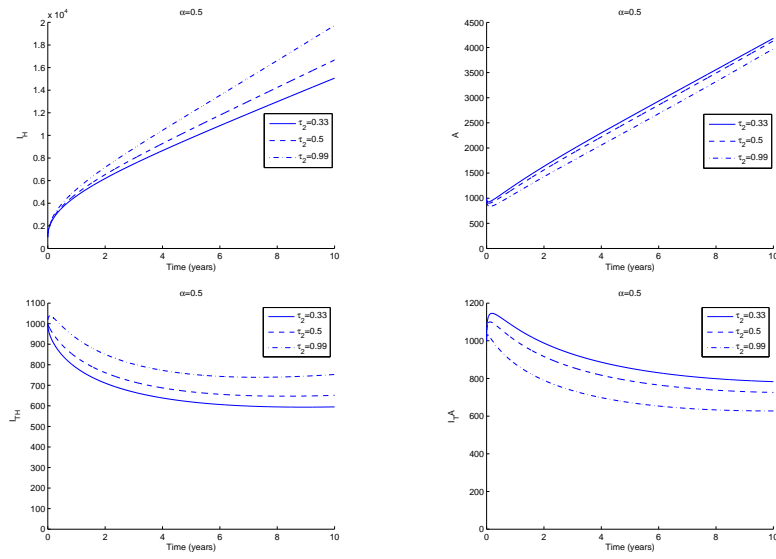 x 10⁴
α=0.5
2
1.8
1.6
1.4
1.2
1
0.8
0.6
0.4
0.2
0
I_H
τ_2=0.33
τ_2=0.5
τ_2=0.99
0 2 4 6 8 10
Time (years)
α=0.5
4500
4000
3500
3000
2500
2000
1500
1000
500
0
A
τ_2=0.33
τ_2=0.5
τ_2=0.99
0 2 4 6 8 10
Time (years)
α=0.5
1100
1000
900
800
700
600
500
400
300
200
100
0
I_TH
τ_2=0.33
τ_2=0.5
τ_2=0.99
0 2 4 6 8 10
Time (years)
α=0.5
1200
1000
800
600
400
200
0
I_TA
τ_2=0.33
τ_2=0.5
τ_2=0.99
0 2 4 6 8 10
Time (years)